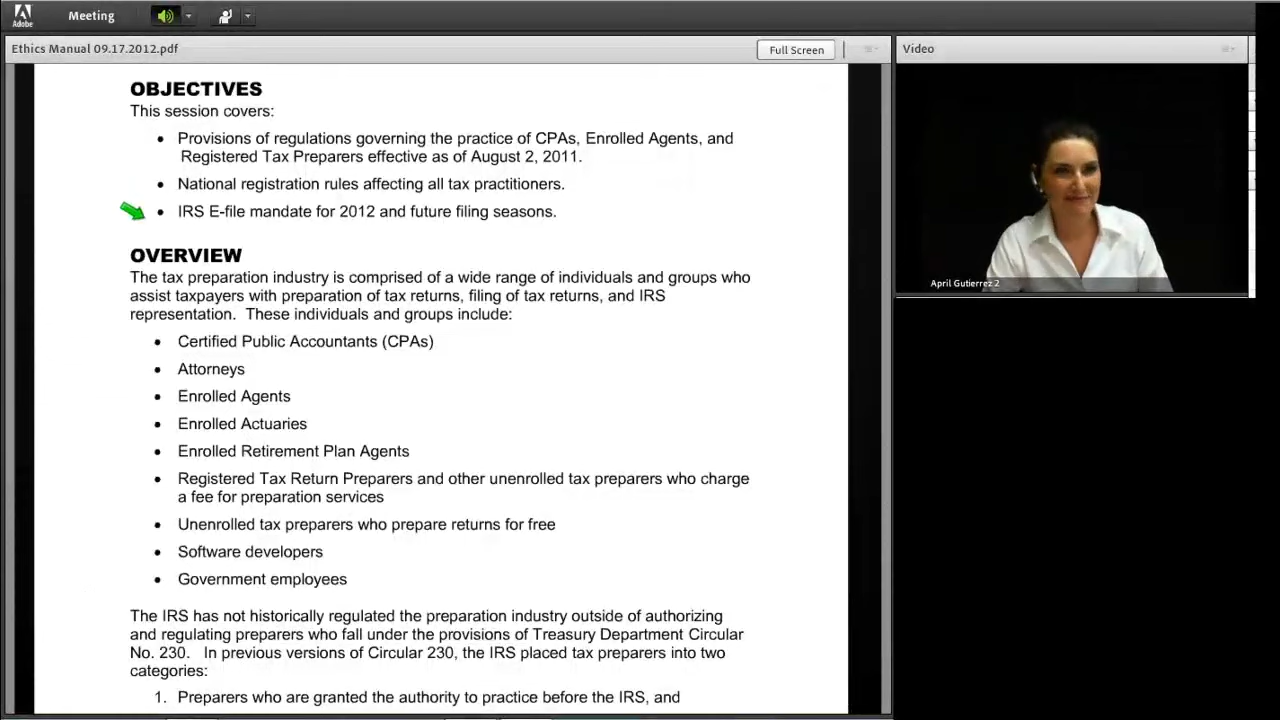 Adobe
Meeting
Ethics Manual 09.17.2012.pdf
Full Screen
Video
OBJECTIVES
This session covers:
• Provisions of regulations governing the practice of CPAs, Enrolled Agents, and
Registered Tax Preparers effective as of August 2, 2011.
• National registration rules affecting all tax practitioners.
• IRS E-file mandate for 2012 and future filing seasons.
OVERVIEW
The tax preparation industry is comprised of a wide range of individuals and groups who
assist taxpayers with preparation of tax returns, filing of tax returns, and IRS
representation.  These individuals and groups include:
• Certified Public Accountants (CPAs)
• Attorneys
• Enrolled Agents
• Enrolled Actuaries
• Enrolled Retirement Plan Agents
• Registered Tax Return Preparers and other unenrolled tax preparers who charge
a fee for preparation services
• Unenrolled tax preparers who prepare returns for free
• Software developers
• Government employees
The IRS has not historically regulated the preparation industry outside of authorizing
and regulating preparers who fall under the provisions of Treasury Department Circular
No. 230.   In previous versions of Circular 230, the IRS placed tax preparers into two
categories:
1. Preparers who are granted the authority to practice before the IRS, and
April Gutierrez 2